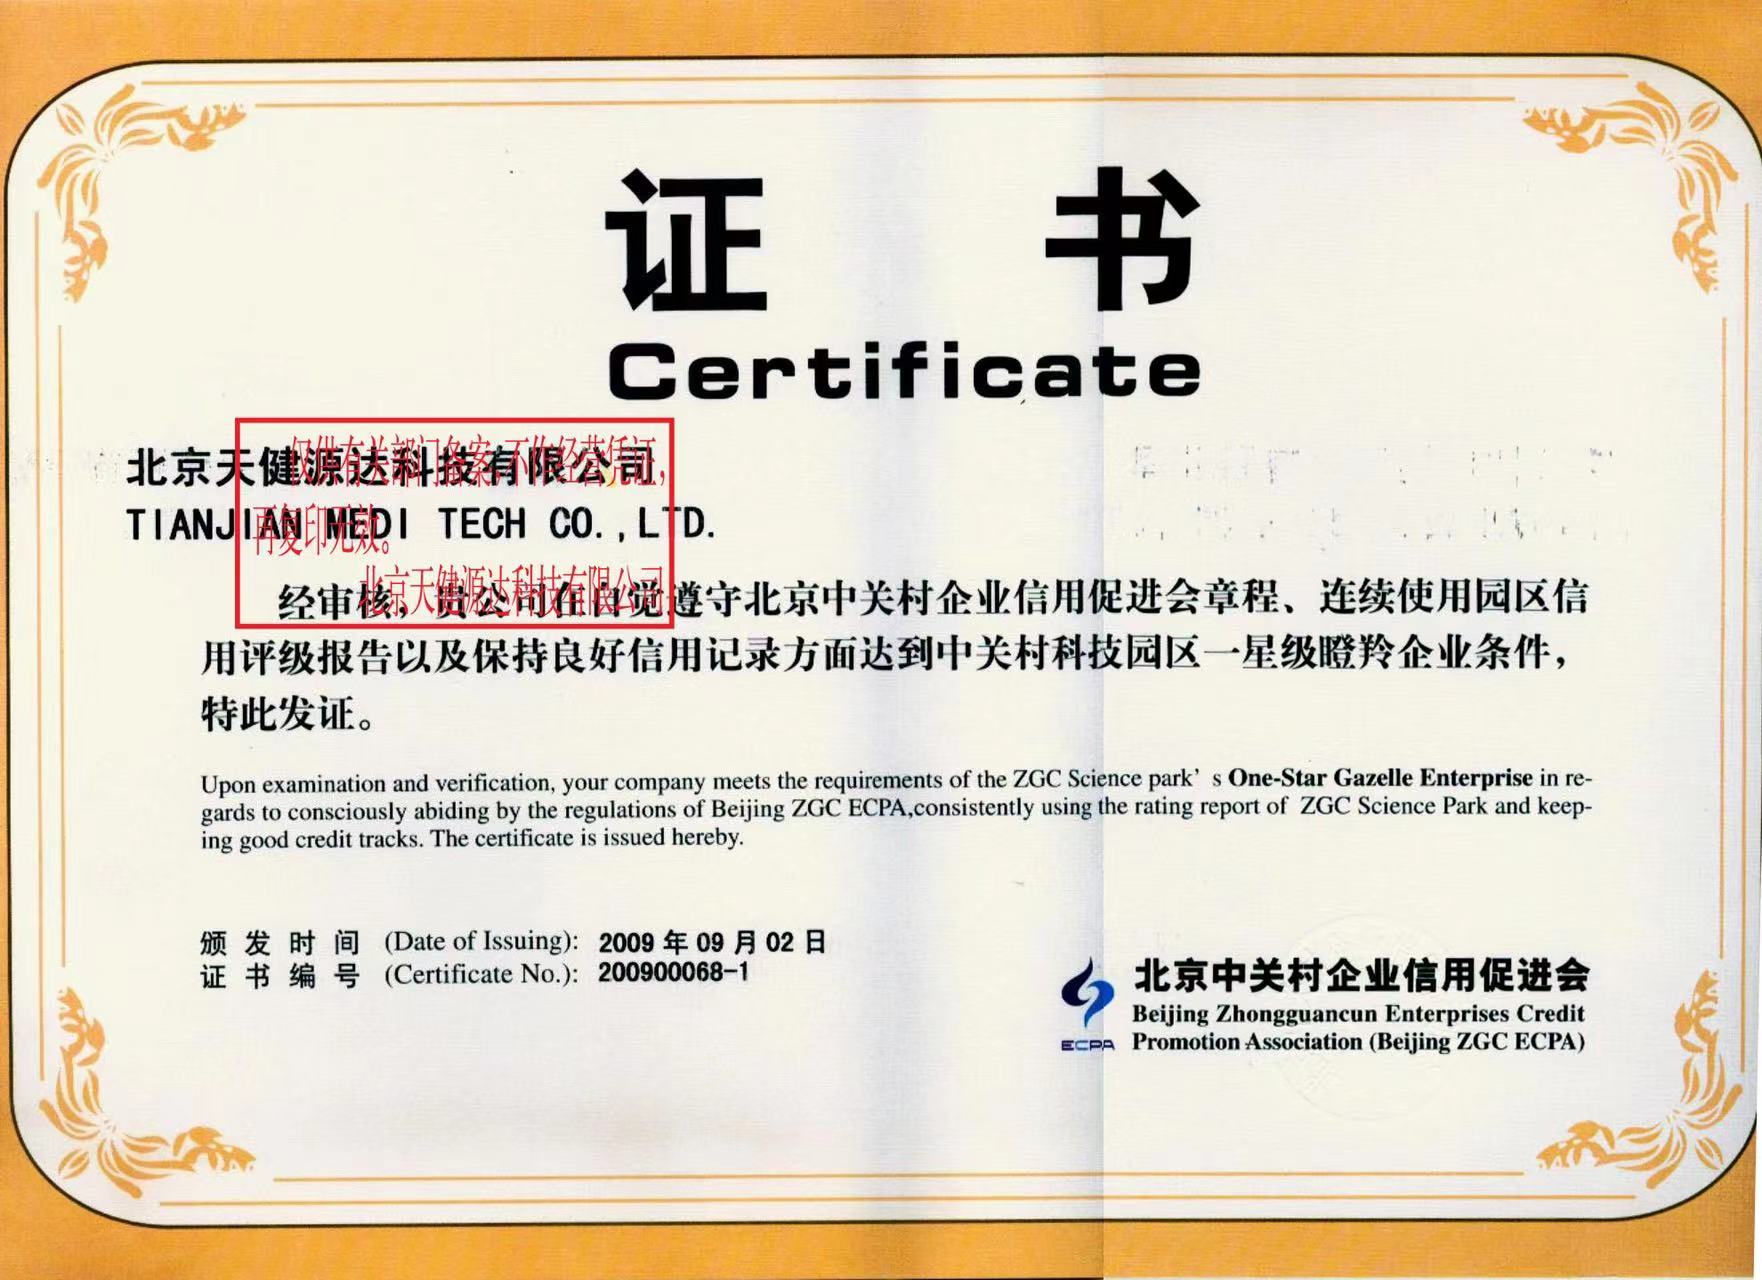 证 书
Certificate
北京天健源达科技有限公司
TIANJIAN MEDI TECH CO.,LTD.
仅供有关部门备案,不作经营凭证,
再复印无效。
北京天健源达科技有限公司
经审核，贵公司在自觉遵守北京中关村企业信用促进会章程、连续使用园区信
用评级报告以及保持良好信用记录方面达到中关村科技园区一星级瞪羚企业条件，
特此发证。
Upon examination and verification, your company meets the requirements of the ZGC Science park’ s One-Star Gazelle Enterprise in re-
gards to consciously abiding by the regulations of Beijing ZGC ECPA,consistently using the rating report of ZGC Science Park and keep-
ing good credit tracks. The certificate is issued hereby.
颁 发 时 间 (Date of Issuing): 2009 年 09 月 02 日
证 书 编 号 (Certificate No.): 200900068-1
北京中关村企业信用促进会
Beijing Zhongguancun Enterprises Credit
ECPA Promotion Association (Beijing ZGC ECPA)